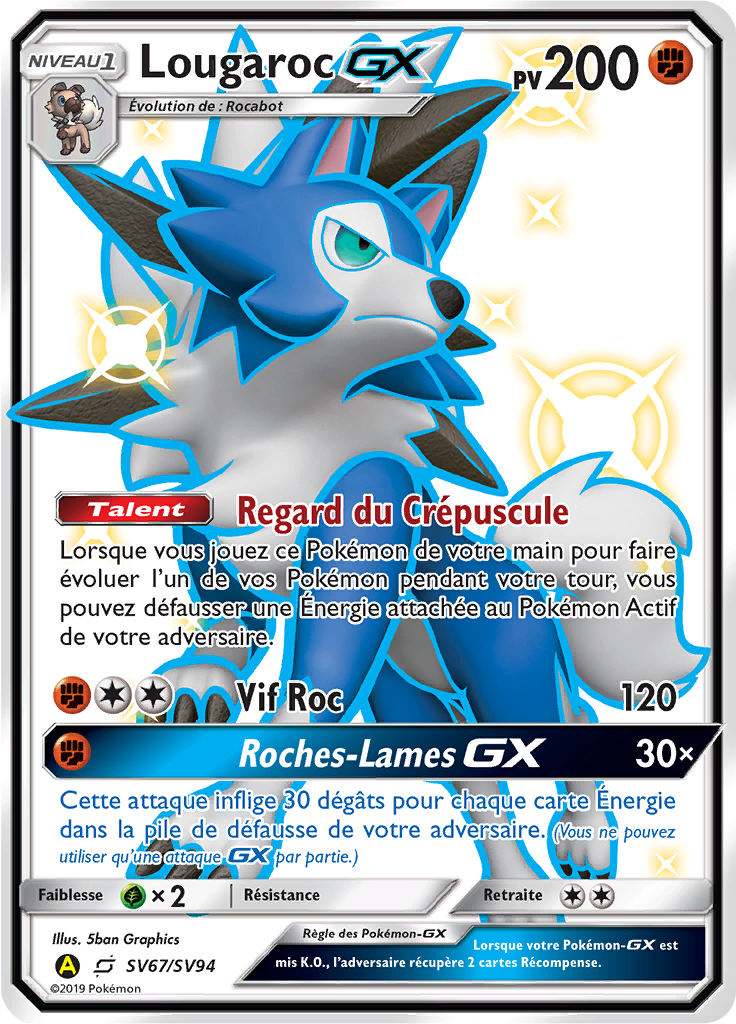 NIVEAU 1
Lougaroc GX
PV 200
Évolution de : Rocabot
Talent Regard du Crépuscule
Lorsque vous jouez ce Pokémon de votre main pour faire
évoluer l'un de vos Pokémon pendant votre tour, vous
pouvez défausser une Énergie attachée au Pokémon Actif
de votre adversaire.
Vif Roc 120
Roches-Lames GX 30×
Cette attaque inflige 30 dégâts pour chaque carte Énergie
dans la pile de défausse de votre adversaire. (Vous ne pouvez
utiliser qu'une attaque GX par partie.)
Faiblesse × 2 Résistance Retraite
Illus. 5ban Graphics
A SV67/SV94
©2019 Pokémon
Règle des Pokémon-GX
Lorsque votre Pokémon-GX est
mis K.O., l'adversaire récupère 2 cartes Récompense.